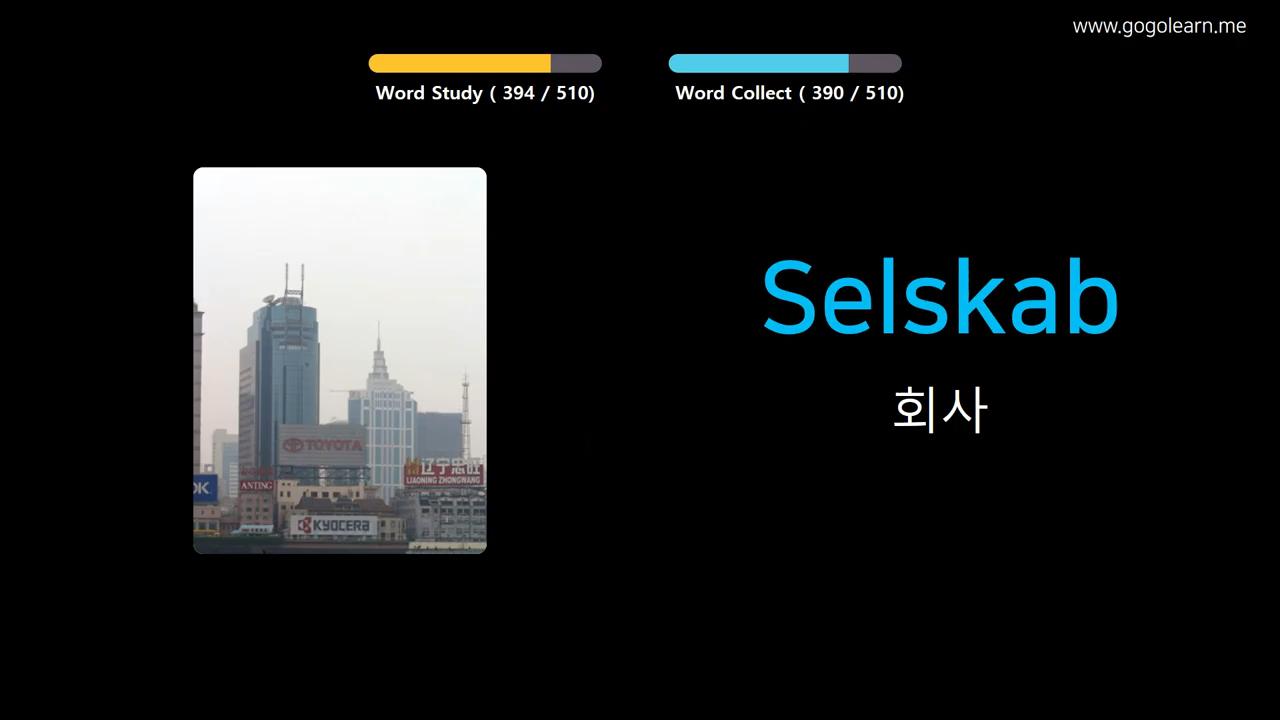 www.gogolearn.me
Word Study ( 394 / 510)
Word Collect ( 390 / 510)
Selskab
회사
TOYOTA
辽宁忠旺
LIAONING ZHONGWANG
OK
ANTING
KYOCERA